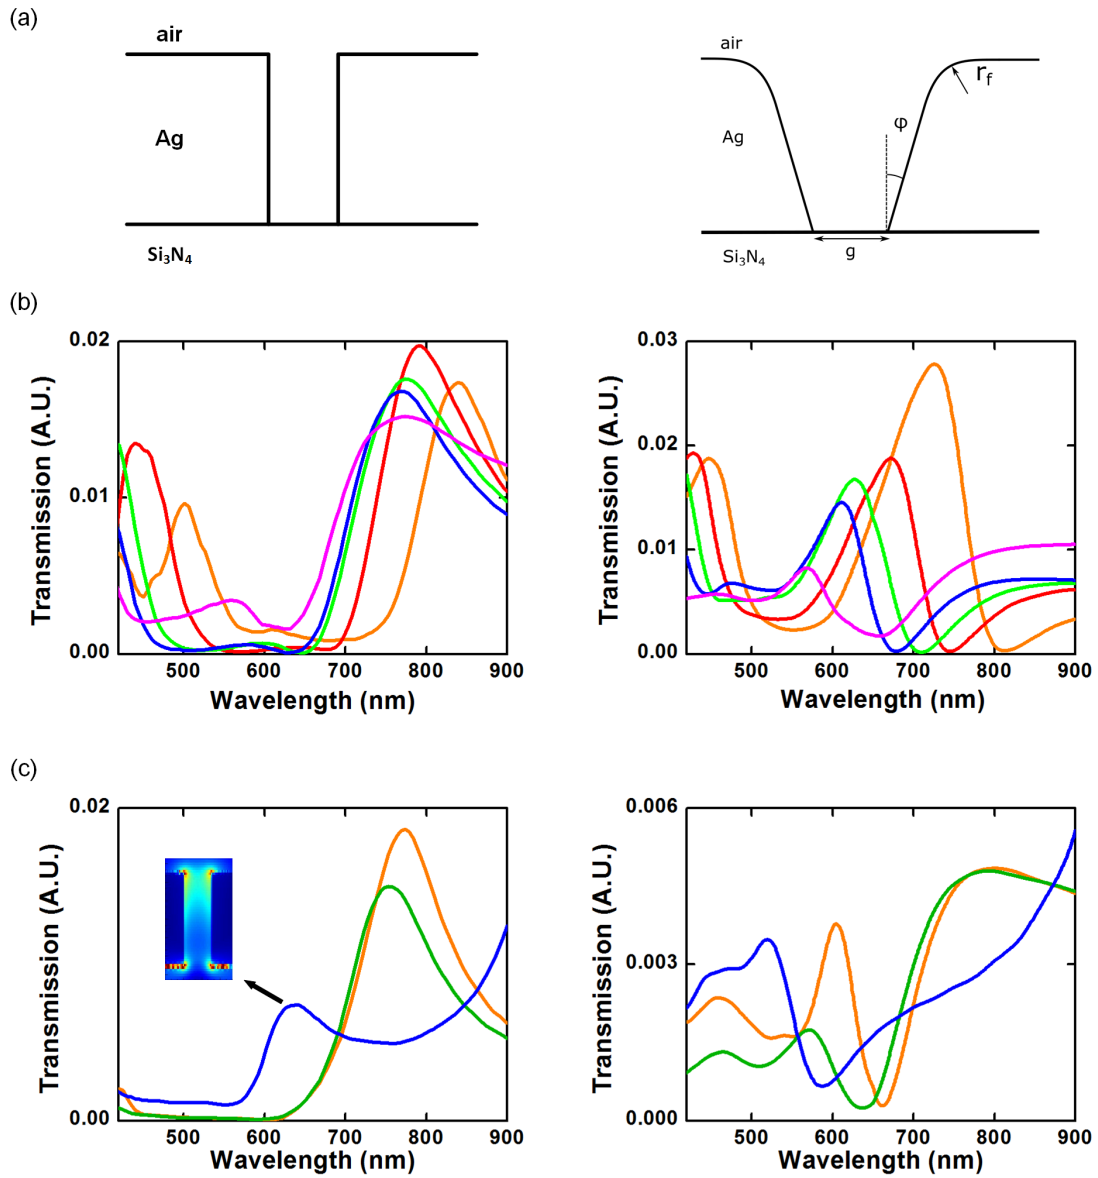 (a)
air
Ag
Si₃N₄
air
r_f
φ
Ag
Si₃N₄
g
(b)
0.02
0.01
0.00
500 600 700 800 900
Wavelength (nm)
Transmission (A.U.)
0.03
0.02
0.01
0.00
500 600 700 800 900
Wavelength (nm)
Transmission (A.U.)
(c)
0.02
0.00
500 600 700 800 900
Wavelength (nm)
Transmission (A.U.)
0.006
0.003
0.000
500 600 700 800 900
Wavelength (nm)
Transmission (A.U.)